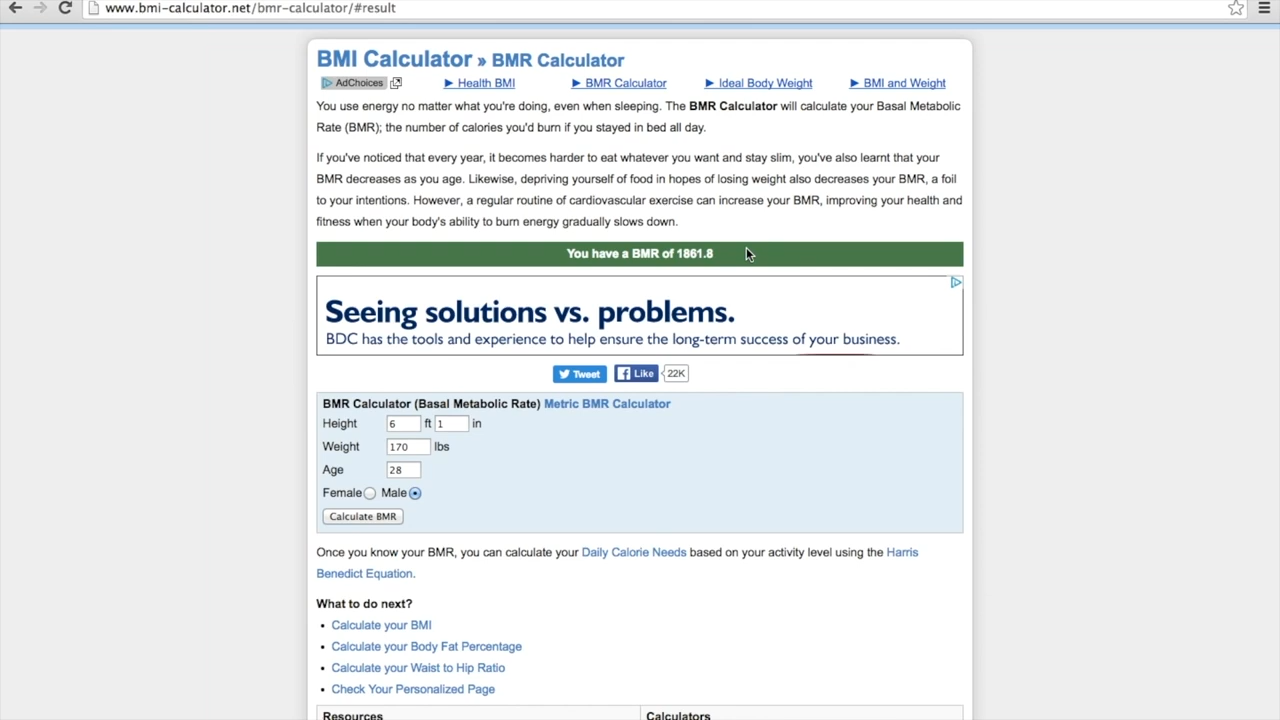 www.bmi-calculator.net/bmr-calculator/#result
BMI Calculator » BMR Calculator
AdChoices ► Health BMI ► BMR Calculator ► Ideal Body Weight ► BMI and Weight
You use energy no matter what you're doing, even when sleeping. The BMR Calculator will calculate your Basal Metabolic
Rate (BMR); the number of calories you'd burn if you stayed in bed all day.
If you've noticed that every year, it becomes harder to eat whatever you want and stay slim, you've also learnt that your
BMR decreases as you age. Likewise, depriving yourself of food in hopes of losing weight also decreases your BMR, a foil
to your intentions. However, a regular routine of cardiovascular exercise can increase your BMR, improving your health and
fitness when your body's ability to burn energy gradually slows down.
You have a BMR of 1861.8
Seeing solutions vs. problems.
BDC has the tools and experience to help ensure the long-term success of your business.
Tweet Like 22K
BMR Calculator (Basal Metabolic Rate) Metric BMR Calculator
Height 6 ft 1 in
Weight 170 lbs
Age 28
Female Male
Calculate BMR
Once you know your BMR, you can calculate your Daily Calorie Needs based on your activity level using the Harris
Benedict Equation.
What to do next?
• Calculate your BMI
• Calculate your Body Fat Percentage
• Calculate your Waist to Hip Ratio
• Check Your Personalized Page
Resources Calculators